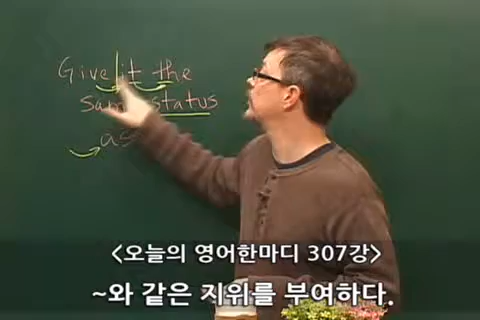 Give it the
same status
as
<오늘의 영어한마디 307강>
~와 같은 지위를 부여하다.